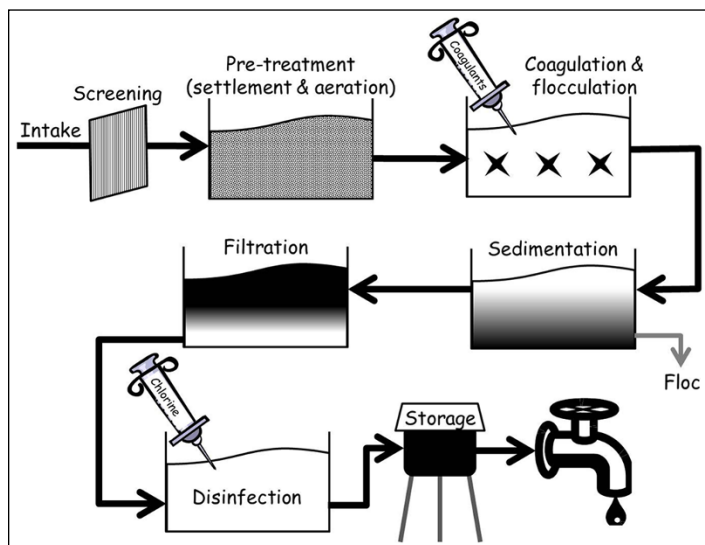 Pre-treatment
(settlement & aeration)
Coagulants
Coagulation &
flocculation
Screening
Intake
Filtration
Sedimentation
Floc
Chlorine
Storage
Disinfection